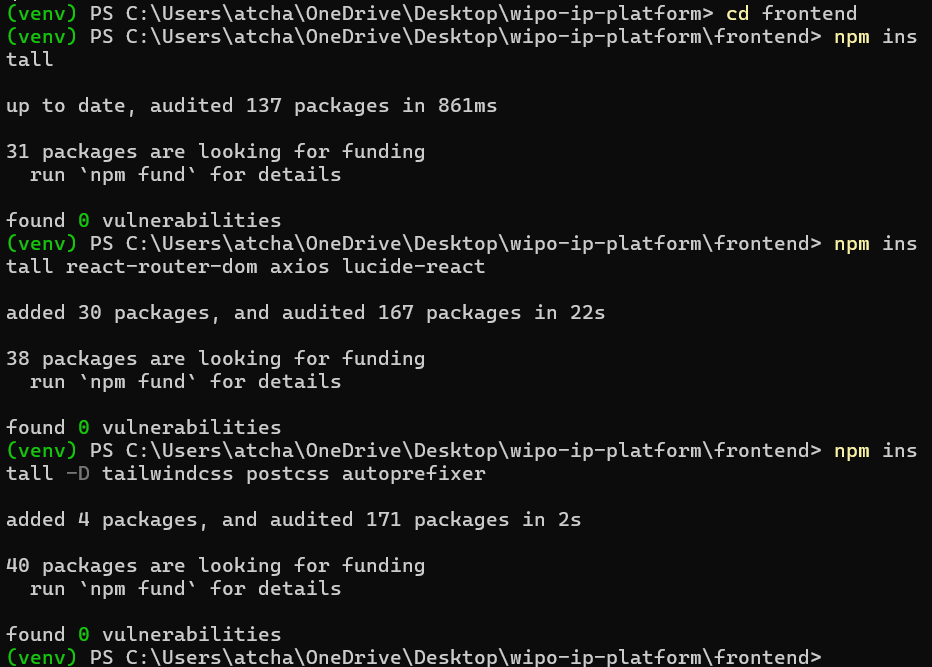 (venv) PS C:\Users\atcha\OneDrive\Desktop\wipo-ip-platform> cd frontend
(venv) PS C:\Users\atcha\OneDrive\Desktop\wipo-ip-platform\frontend> npm ins
tall
up to date, audited 137 packages in 861ms
31 packages are looking for funding
  run `npm fund` for details
found 0 vulnerabilities
(venv) PS C:\Users\atcha\OneDrive\Desktop\wipo-ip-platform\frontend> npm ins
tall react-router-dom axios lucide-react
added 30 packages, and audited 167 packages in 22s
38 packages are looking for funding
  run `npm fund` for details
found 0 vulnerabilities
(venv) PS C:\Users\atcha\OneDrive\Desktop\wipo-ip-platform\frontend> npm ins
tall -D tailwindcss postcss autoprefixer
added 4 packages, and audited 171 packages in 2s
40 packages are looking for funding
  run `npm fund` for details
found 0 vulnerabilities
(venv) PS C:\Users\atcha\OneDrive\Desktop\wipo-ip-platform\frontend>